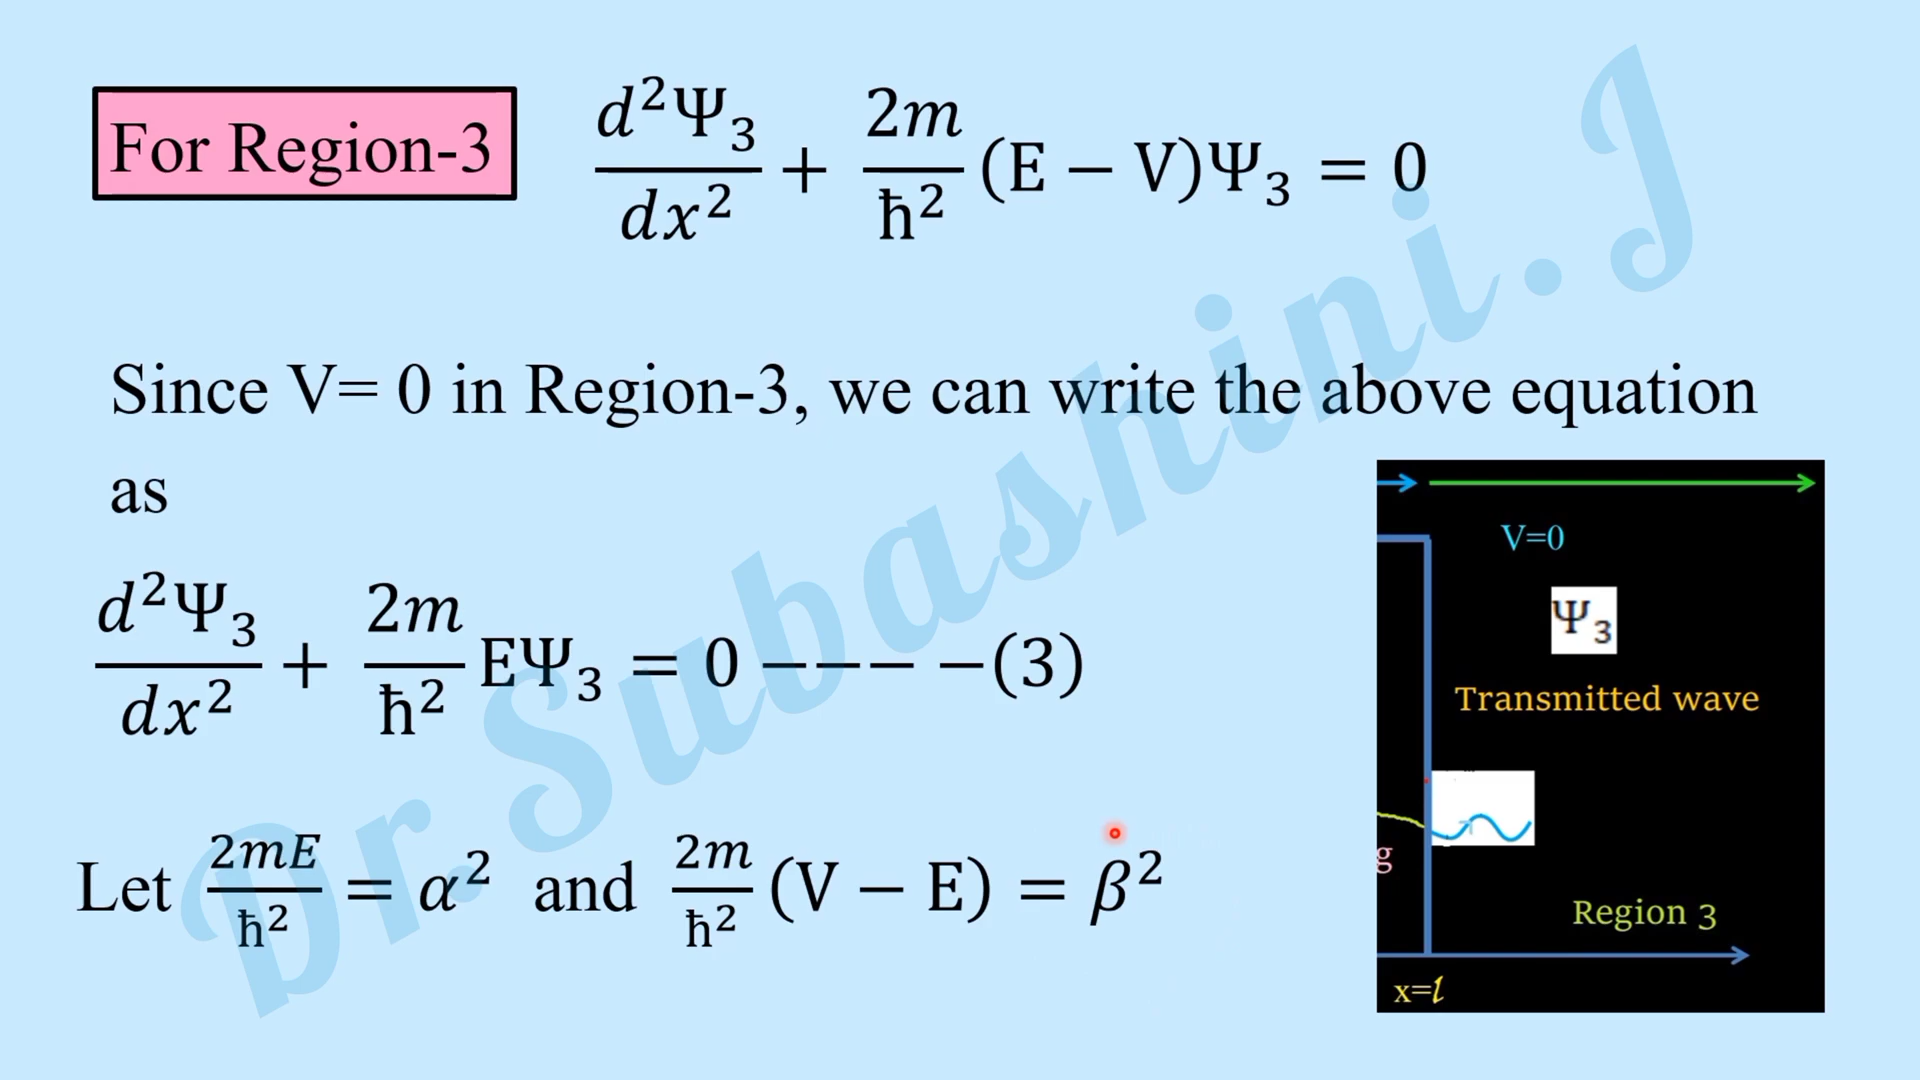 For Region-3
d²Ψ₃/dx² + 2m/ħ² (E − V)Ψ₃ = 0
Since V= 0 in Region-3, we can write the above equation
as
d²Ψ₃/dx² + 2m/ħ² EΨ₃ = 0 −−− −(3)
Let 2mE/ħ² = α² and 2m/ħ² (V − E) = β²
V=0
Ψ₃
Transmitted wave
g
Region 3
x=l
Dr.Subashini.J